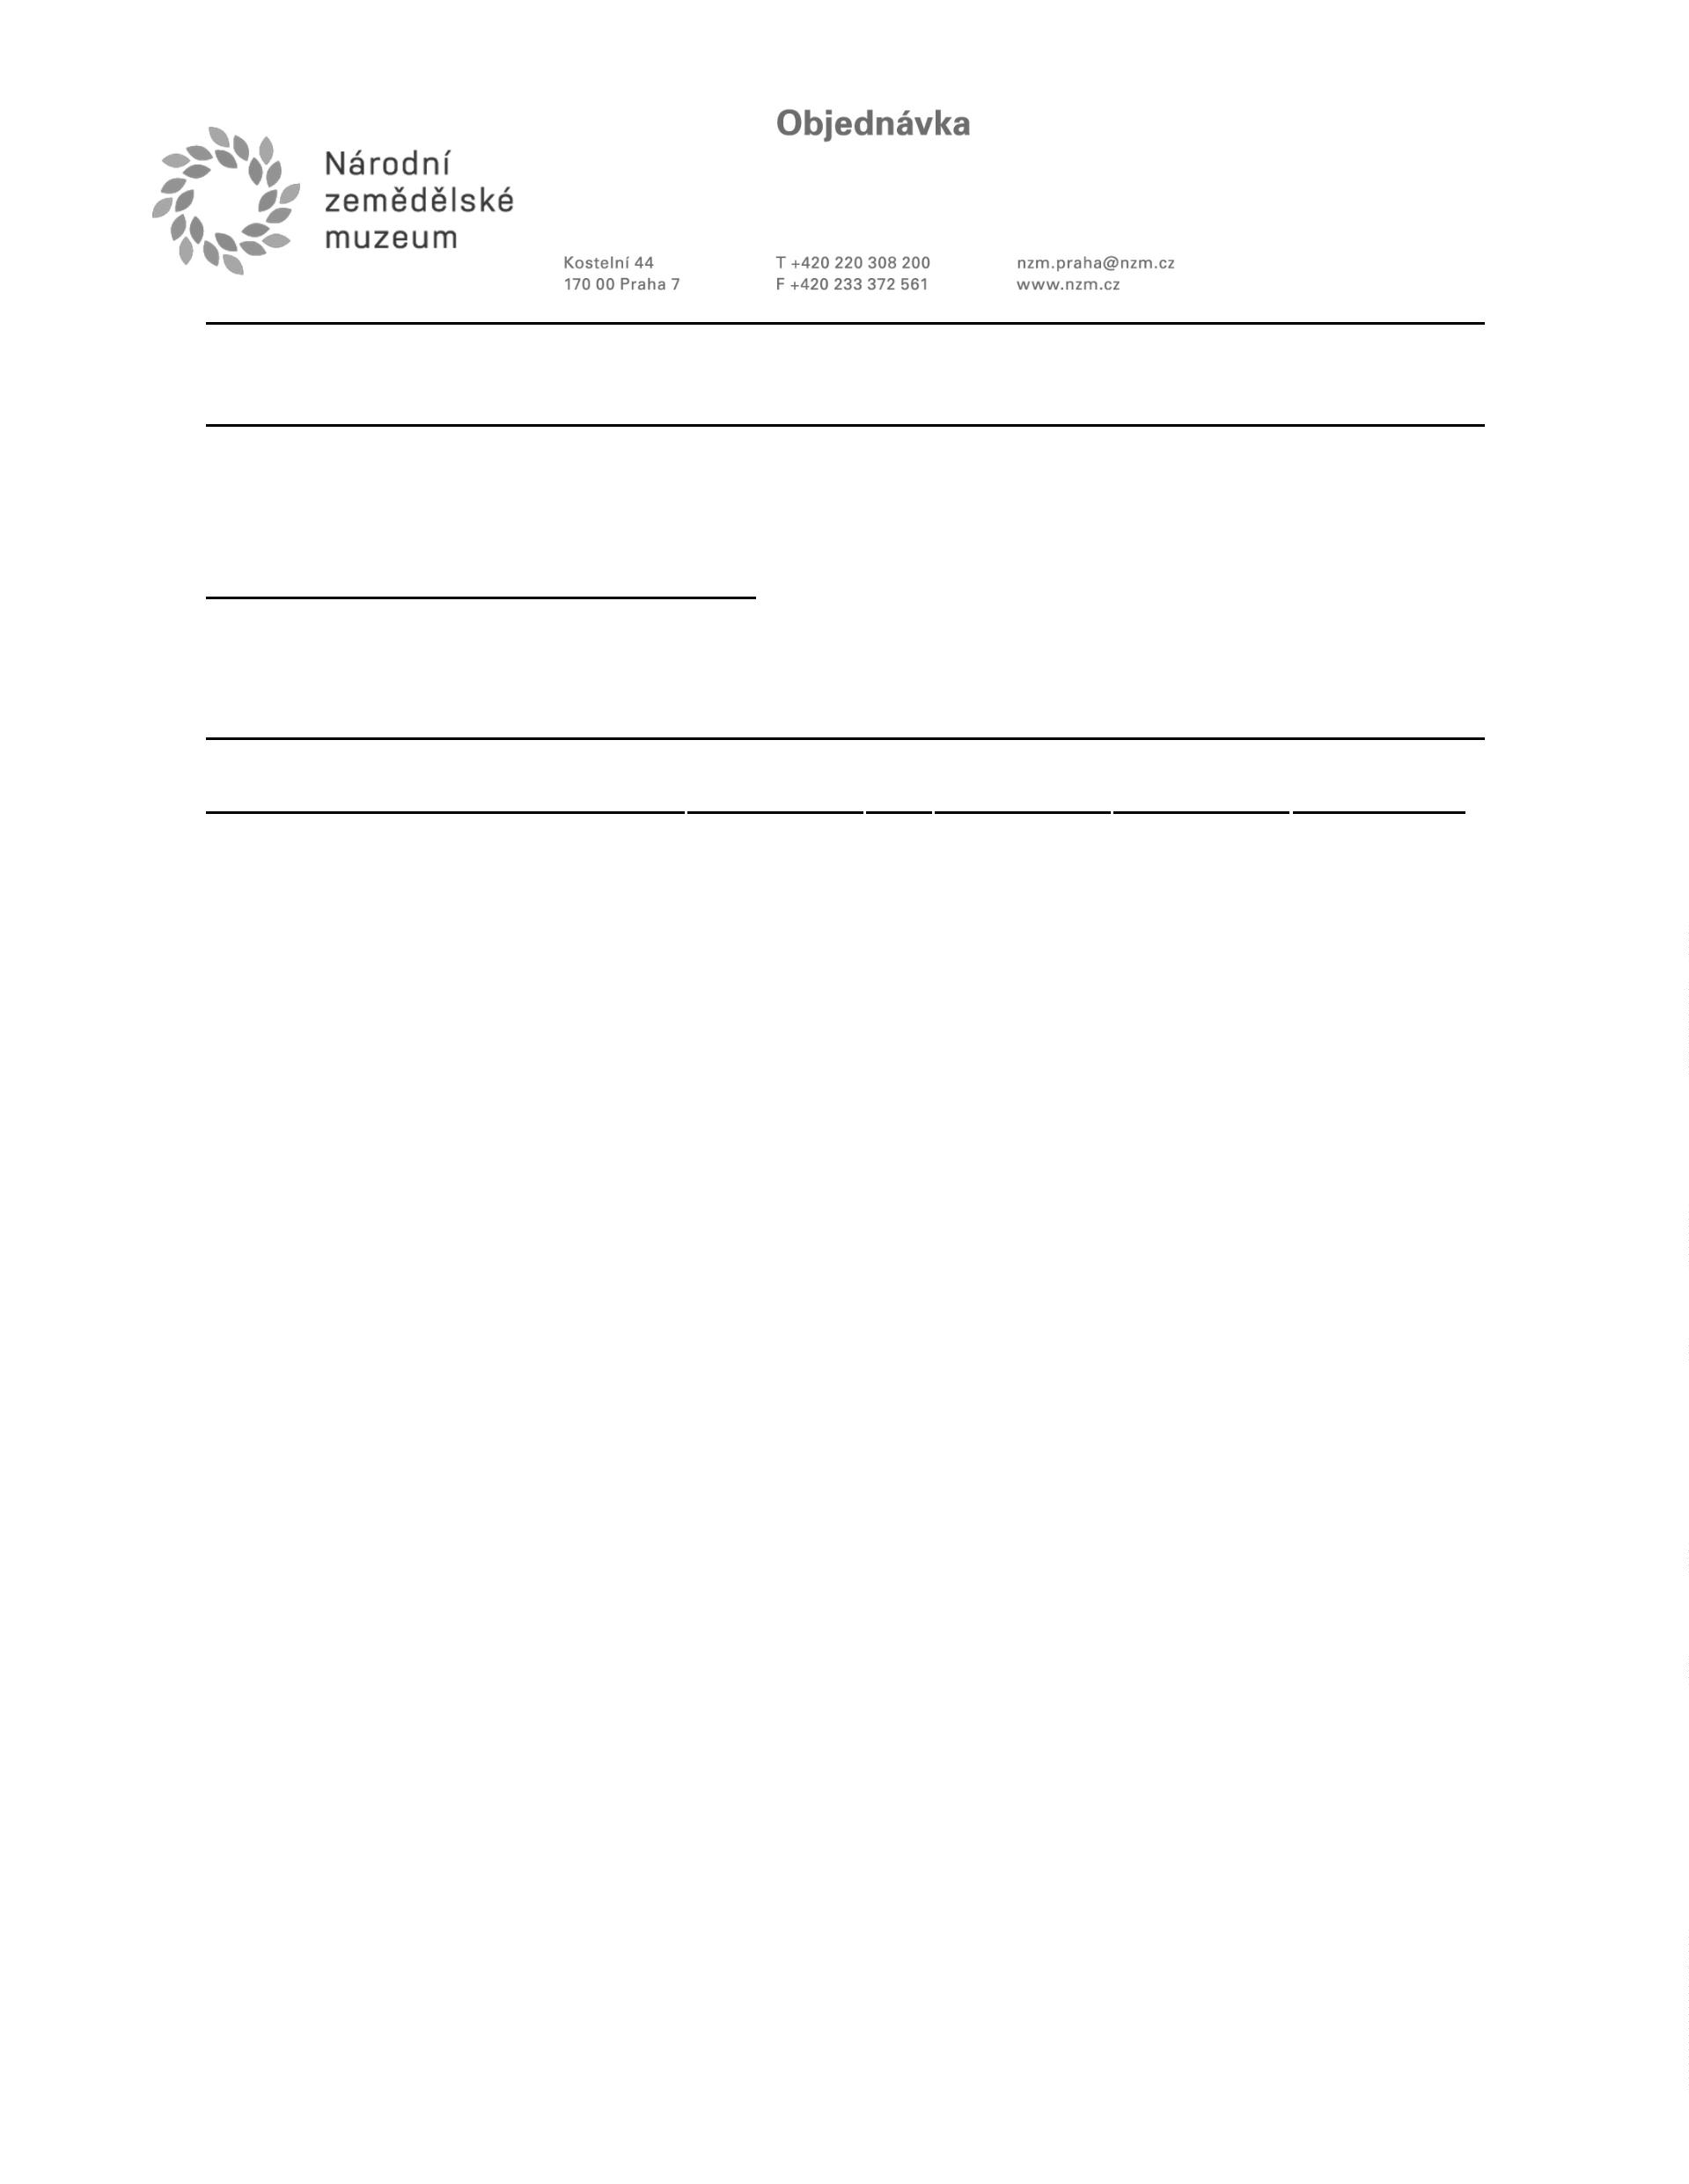 Objednávka
Národní
zemědělské
muzeum
Kostelní 44
170 00 Praha 7
T +420 220 308 200
F +420 233 372 561
nzm.praha@nzm.cz
www.nzm.cz